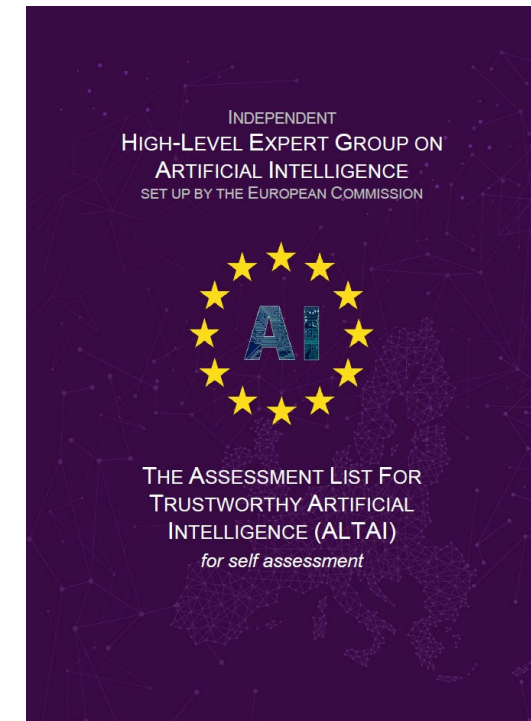 INDEPENDENT
HIGH-LEVEL EXPERT GROUP ON
ARTIFICIAL INTELLIGENCE
SET UP BY THE EUROPEAN COMMISSION
AI
THE ASSESSMENT LIST FOR
TRUSTWORTHY ARTIFICIAL
INTELLIGENCE (ALTAI)
for self assessment